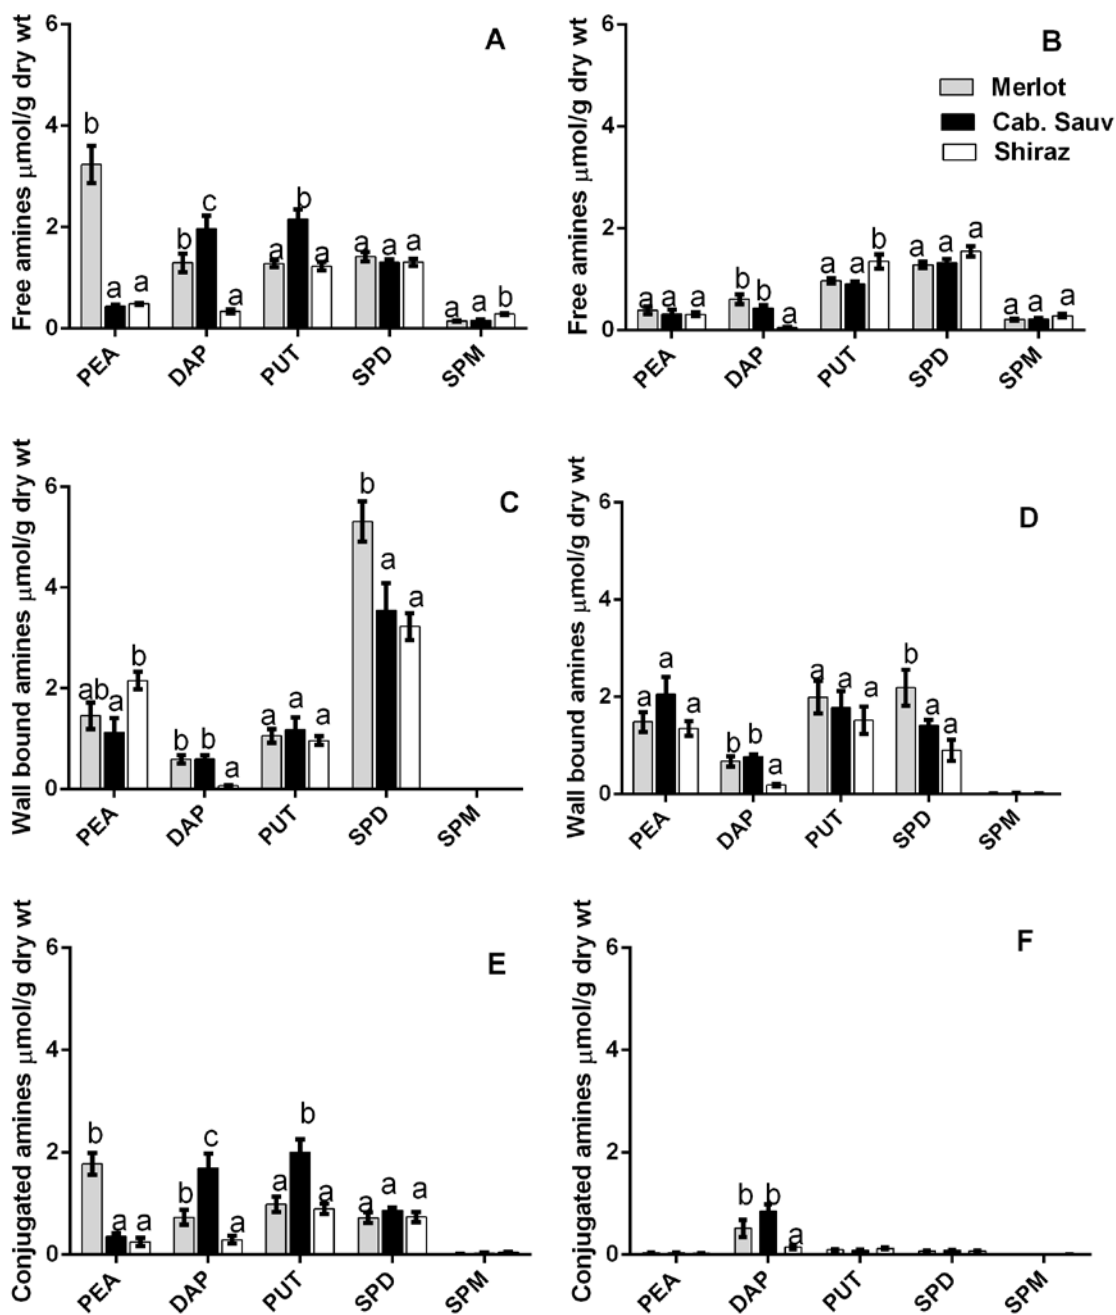 A
Free amines μmol/g dry wt
6
4
2
0
b
a
a
b
c
a
a
b
a
a
a
a
a
a
b
PEA
DAP
PUT
SPD
SPM
B
Merlot
Cab. Sauv
Shiraz
Free amines μmol/g dry wt
6
4
2
0
a
a
a
b
b
a
a
a
b
a
a
a
a
a
a
PEA
DAP
PUT
SPD
SPM
C
Wall bound amines μmol/g dry wt
6
4
2
0
ab
a
b
b
b
a
a
a
a
b
a
a
PEA
DAP
PUT
SPD
SPM
D
Wall bound amines μmol/g dry wt
6
4
2
0
a
a
a
b
b
a
a
a
a
b
a
a
PEA
DAP
PUT
SPD
SPM
E
Conjugated amines μmol/g dry wt
6
4
2
0
b
a
a
b
c
a
a
b
a
a
a
a
PEA
DAP
PUT
SPD
SPM
F
Conjugated amines μmol/g dry wt
6
4
2
0
b
b
a
PEA
DAP
PUT
SPD
SPM